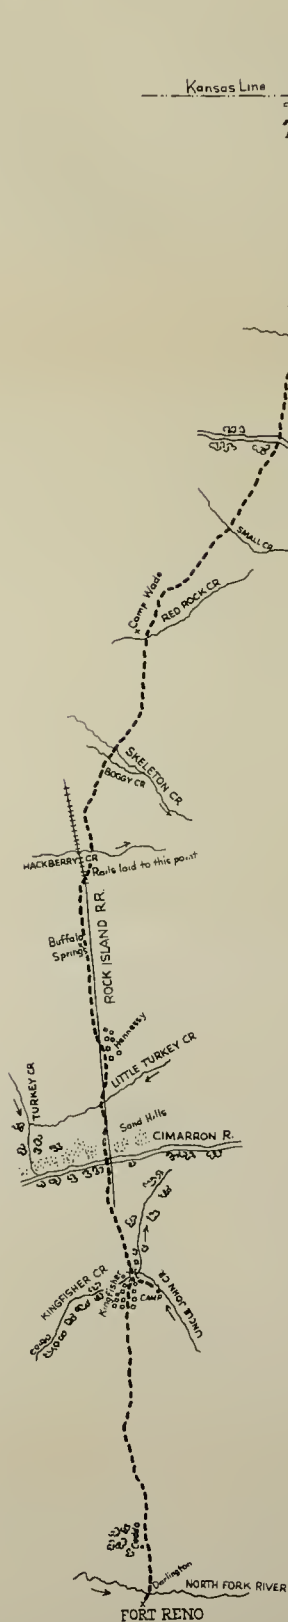 Kansas Line
SMALL CR
Camp Wade
RED ROCK CR
SKELETON CR
BOGGY CR
HACKBERRY CR
Rails laid to this point
Buffalo
Springs
ROCK ISLAND RR.
Hennessy
LITTLE TURKEY CR
TURKEY CR
Sand Hills
CIMARRON R.
KINGFISHER CR
Kingfisher
CAMP
UNCLE JOHN CR.
Caddo
Darlington
NORTH FORK RIVER
FORT RENO